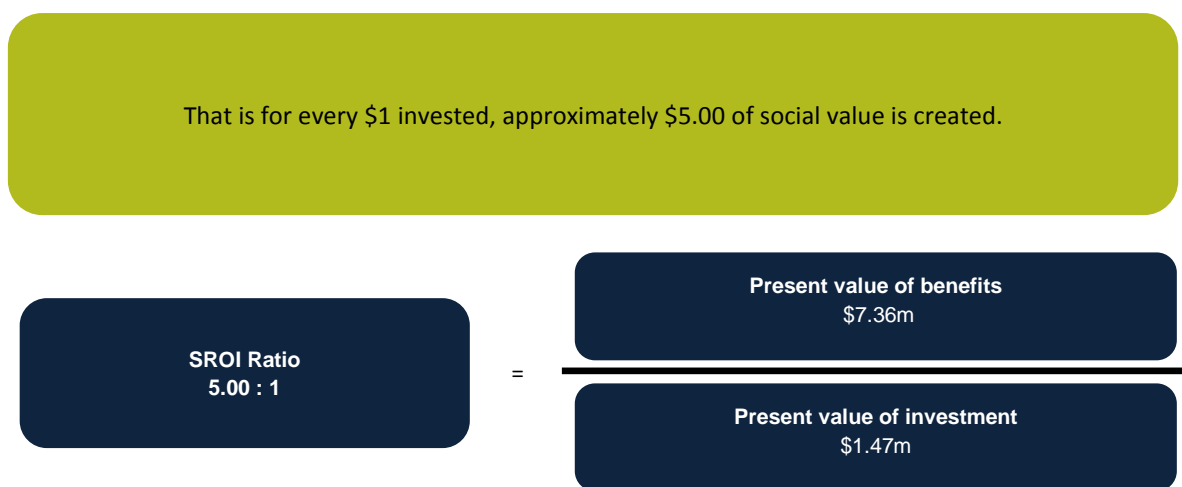 That is for every $1 invested, approximately $5.00 of social value is created.
SROI Ratio
5.00 : 1
=
Present value of benefits
$7.36m
Present value of investment
$1.47m